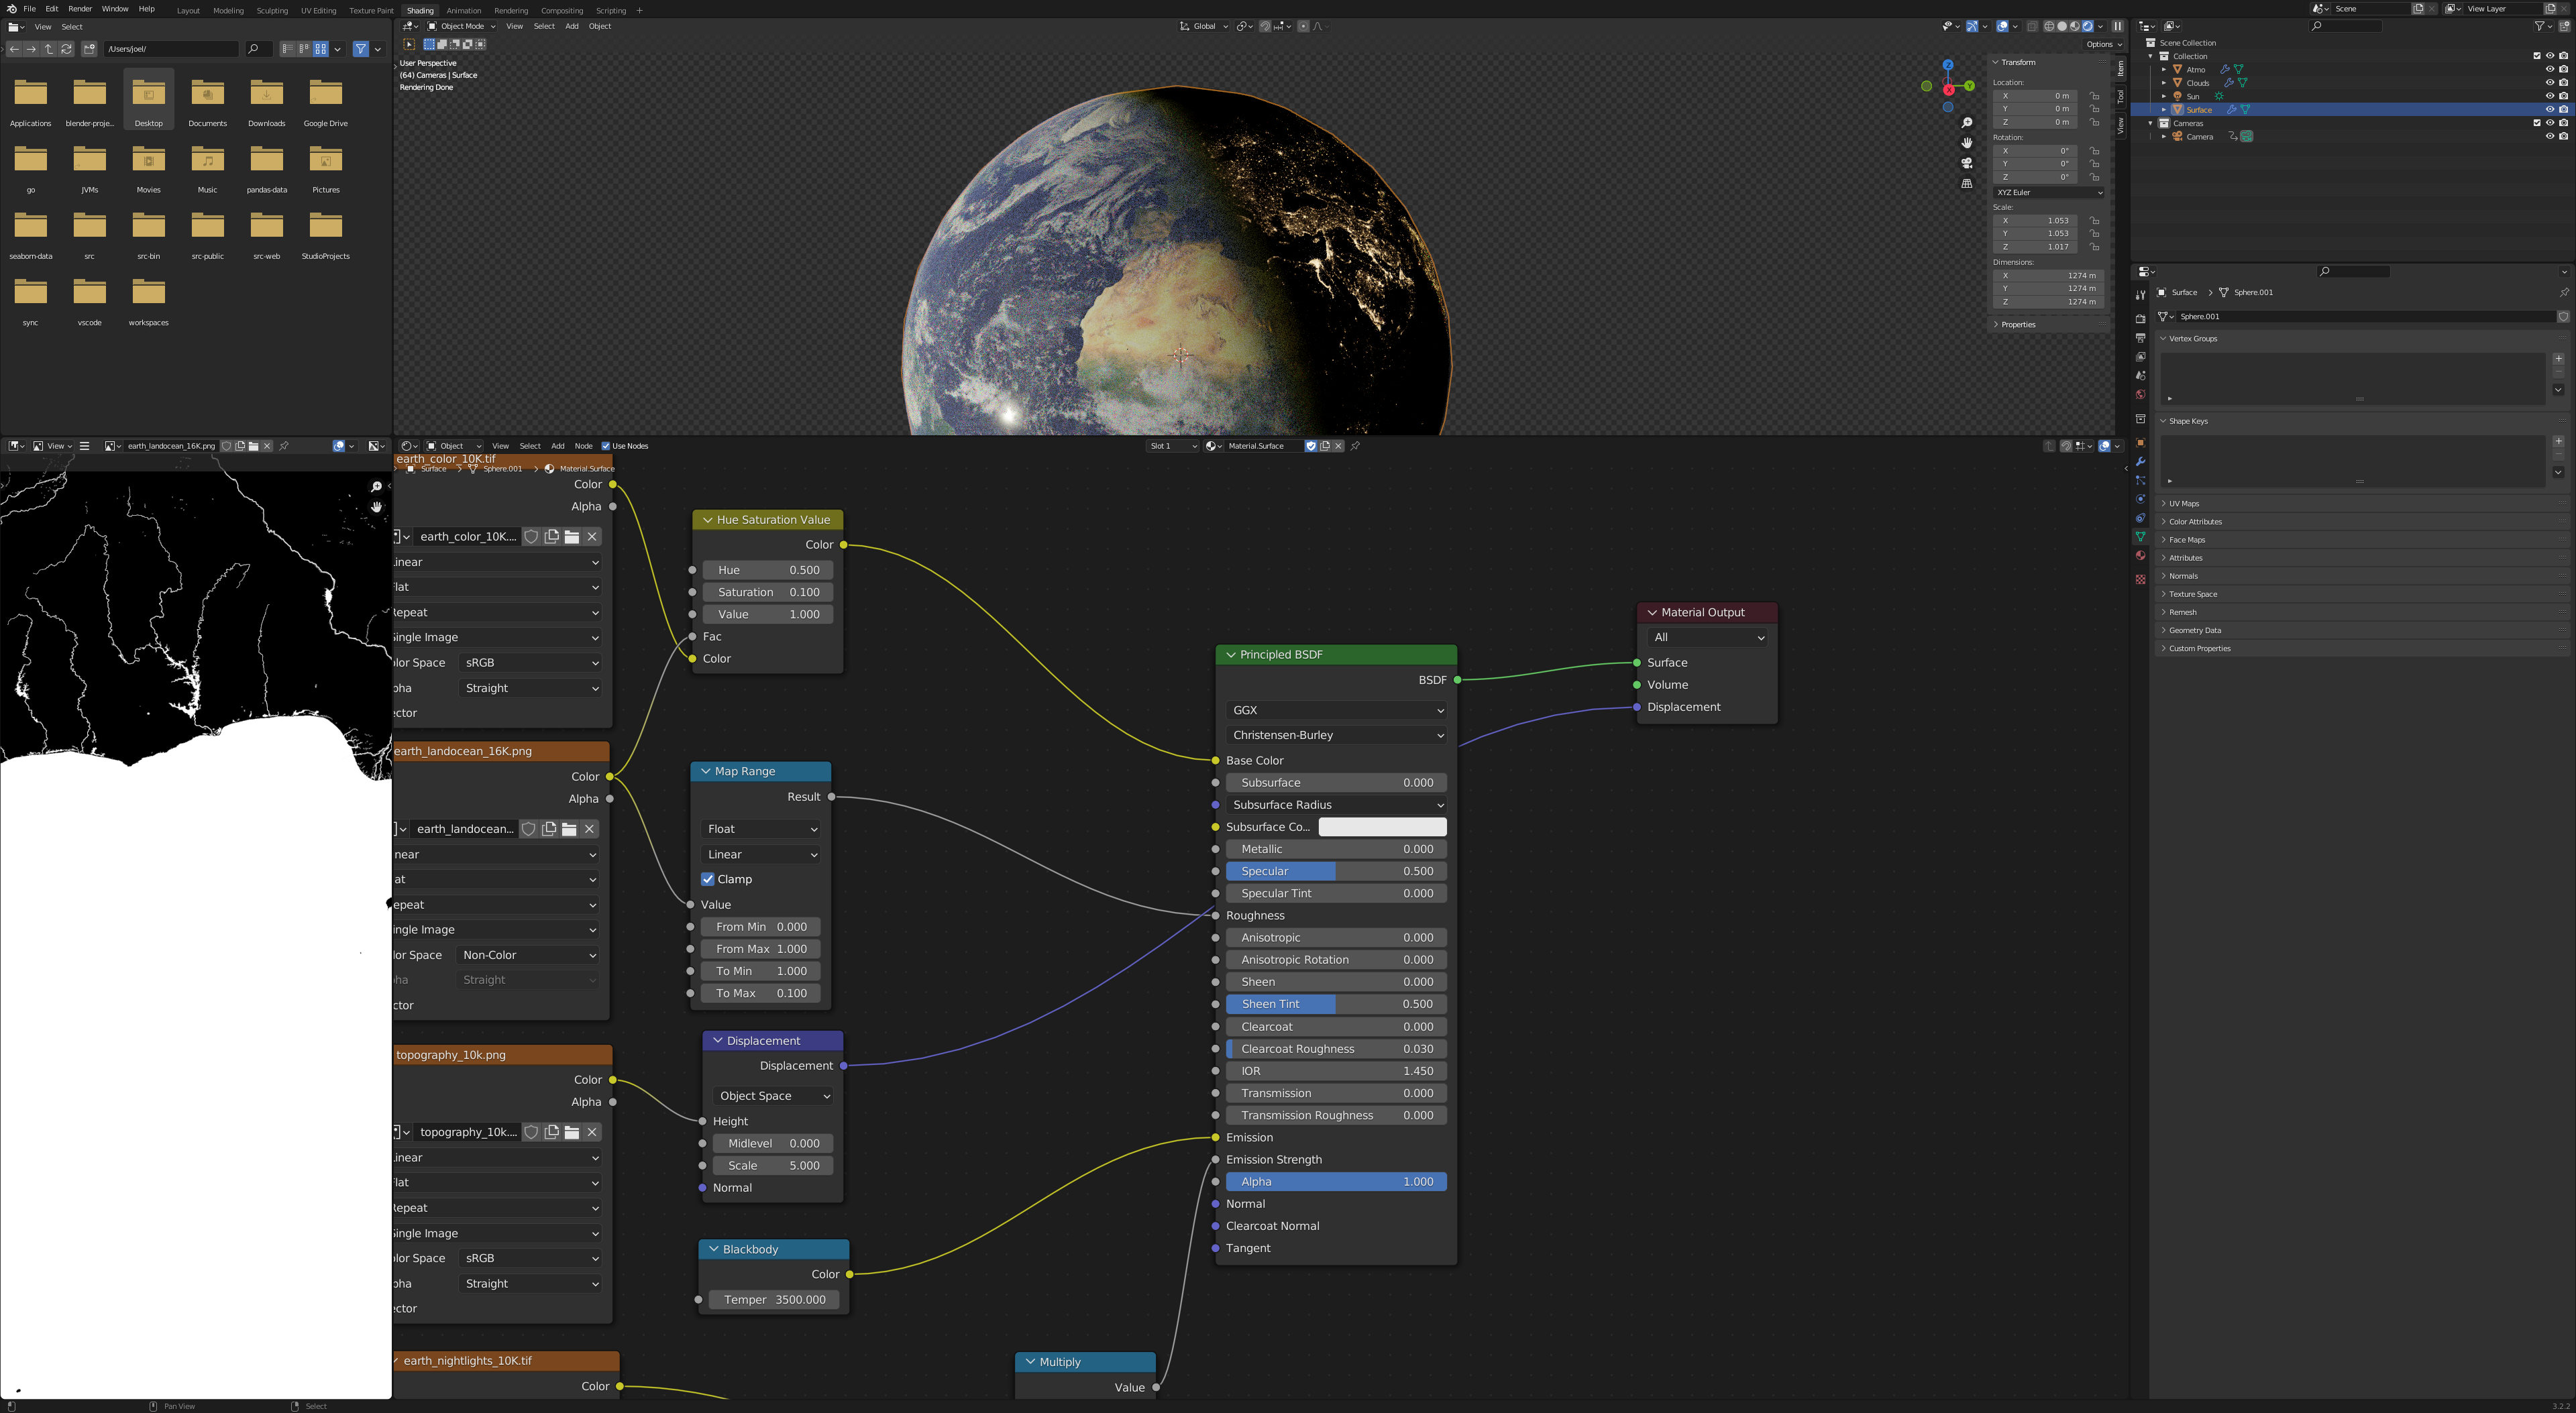 File Edit Render Window Help Layout Modeling Sculpting UV Editing Texture Paint Shading Animation Rendering Compositing Scripting +
Scene View Layer
View Select
/Users/joel/
Applications blender-proje... Desktop Documents Downloads Google Drive
go JVMs Movies Music pandas-data Pictures
seaborn-data src src-bin src-public src-web StudioProjects
sync vscode workspaces
Object Mode View Select Add Object
Global
Options
User Perspective
(64) Cameras | Surface
Rendering Done
Z
Y
X
Transform
Location:
X 0 m
Y 0 m
Z 0 m
Rotation:
X 0°
Y 0°
Z 0°
XYZ Euler
Scale:
X 1.053
Y 1.053
Z 1.017
Dimensions:
X 1274 m
Y 1274 m
Z 1274 m
Properties
Item
Tool
View
Scene Collection
Collection
Atmo
Clouds
Sun
Surface
Cameras
Camera
Surface > Sphere.001
Sphere.001
Vertex Groups
Shape Keys
UV Maps
Color Attributes
Face Maps
Attributes
Normals
Texture Space
Remesh
Geometry Data
Custom Properties
View earth_landocean_16K.png
Object View Select Add Node Use Nodes
Slot 1 Material.Surface
earth_color_10K.tif
Surface > Sphere.001 > Material.Surface
Color
Alpha
earth_color_10K....
inear
lat
Repeat
ingle Image
lor Space sRGB
pha Straight
ector
earth_landocean_16K.png
Color
Alpha
earth_landocean...
near
at
epeat
ingle Image
lor Space Non-Color
ha Straight
ctor
topography_10k.png
Color
Alpha
topography_10k....
inear
lat
Repeat
Single Image
lor Space sRGB
pha Straight
ector
earth_nightlights_10K.tif
Color
Hue Saturation Value
Color
Hue 0.500
Saturation 0.100
Value 1.000
Fac
Color
Map Range
Result
Float
Linear
Clamp
Value
From Min 0.000
From Max 1.000
To Min 1.000
To Max 0.100
Displacement
Displacement
Object Space
Height
Midlevel 0.000
Scale 5.000
Normal
Blackbody
Color
Temper 3500.000
Multiply
Value
Principled BSDF
BSDF
GGX
Christensen-Burley
Base Color
Subsurface 0.000
Subsurface Radius
Subsurface Co...
Metallic 0.000
Specular 0.500
Specular Tint 0.000
Roughness
Anisotropic 0.000
Anisotropic Rotation 0.000
Sheen 0.000
Sheen Tint 0.500
Clearcoat 0.000
Clearcoat Roughness 0.030
IOR 1.450
Transmission 0.000
Transmission Roughness 0.000
Emission
Emission Strength
Alpha 1.000
Normal
Clearcoat Normal
Tangent
Material Output
All
Surface
Volume
Displacement
Pan View Select
3.2.2